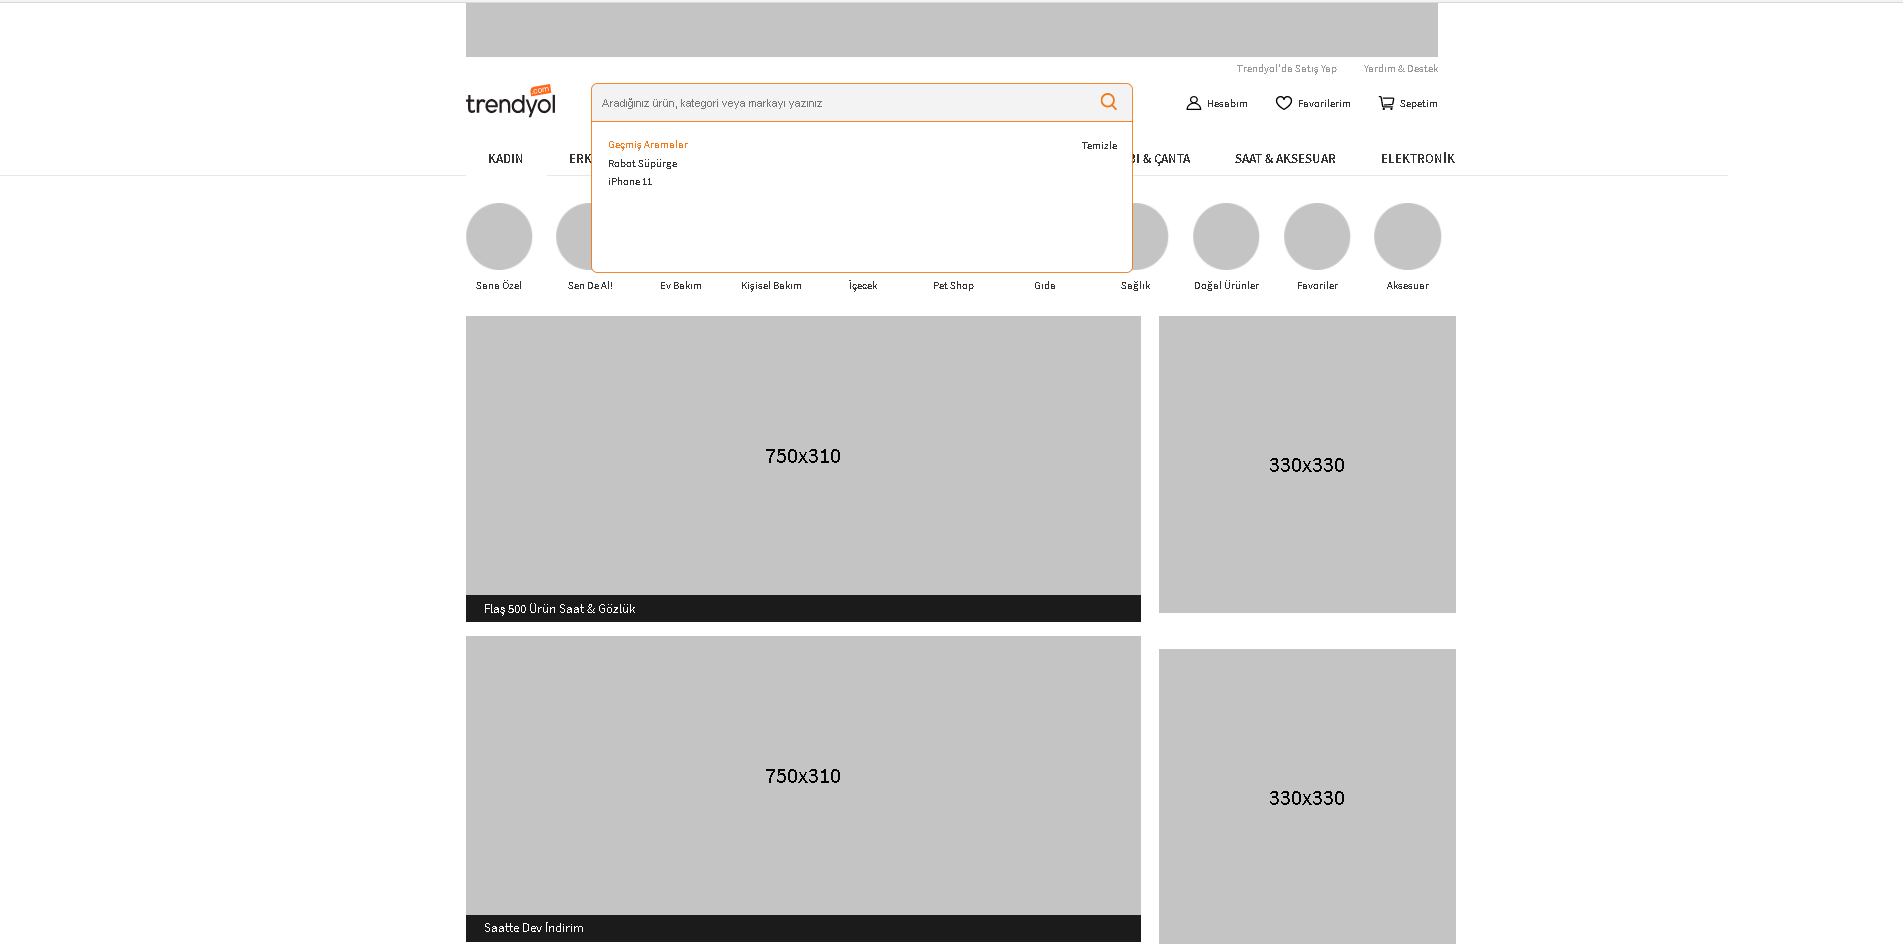 Trendyol'da Satış Yap Yardım & Destek
trendyol.com
Aradığınız ürün, kategori veya markayı yazınız
Hesabım Favorilerim Sepetim
Geçmiş Aramalar Temizle
Robot Süpürge
iPhone 11
KADIN ERK BI & ÇANTA SAAT & AKSESUAR ELEKTRONİK
Sana Özel Sen De Al! Ev Bakım Kişisel Bakım İçecek Pet Shop Gıda Sağlık Doğal Ürünler Favoriler Aksesuar
750x310
330x330
Flaş 500 Ürün Saat & Gözlük
750x310
330x330
Saatte Dev İndirim